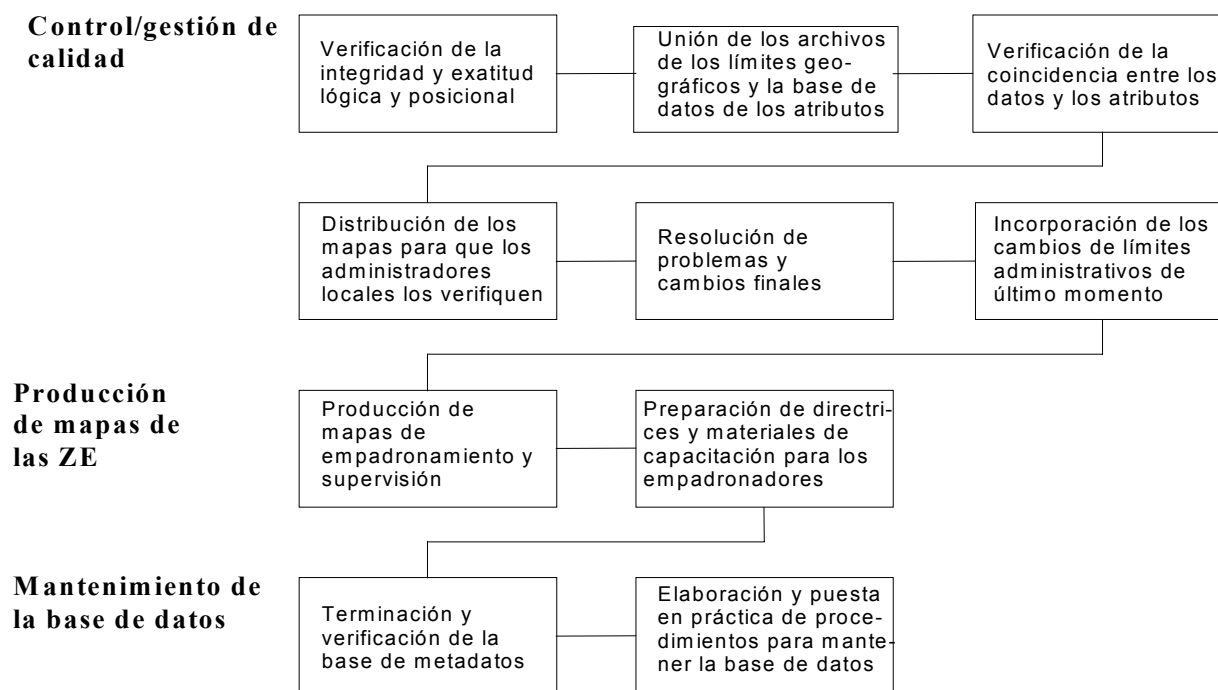 Control/gestión de
calidad
Verificación de la
integridad y exatitud
lógica y posicional
Unión de los archivos
de los límites geo-
gráficos y la base de
datos de los atributos
Verificación de la
coincidencia entre los
datos y los atributos
Distribución de los
mapas para que los
administradores
locales los verifiquen
Resolución de
problemas y
cambios finales
Incorporación de los
cambios de límites
administrativos de
último momento
Producción
de mapas de
las ZE
Producción de
mapas de
empadronamiento y
supervisión
Preparación de directri-
ces y materiales de
capacitación para los
empadronadores
Mantenimiento de
la base de datos
Terminación y
verificación de la
base de metadatos
Elaboración y puesta
en práctica de proce-
dimientos para mante-
ner la base de datos